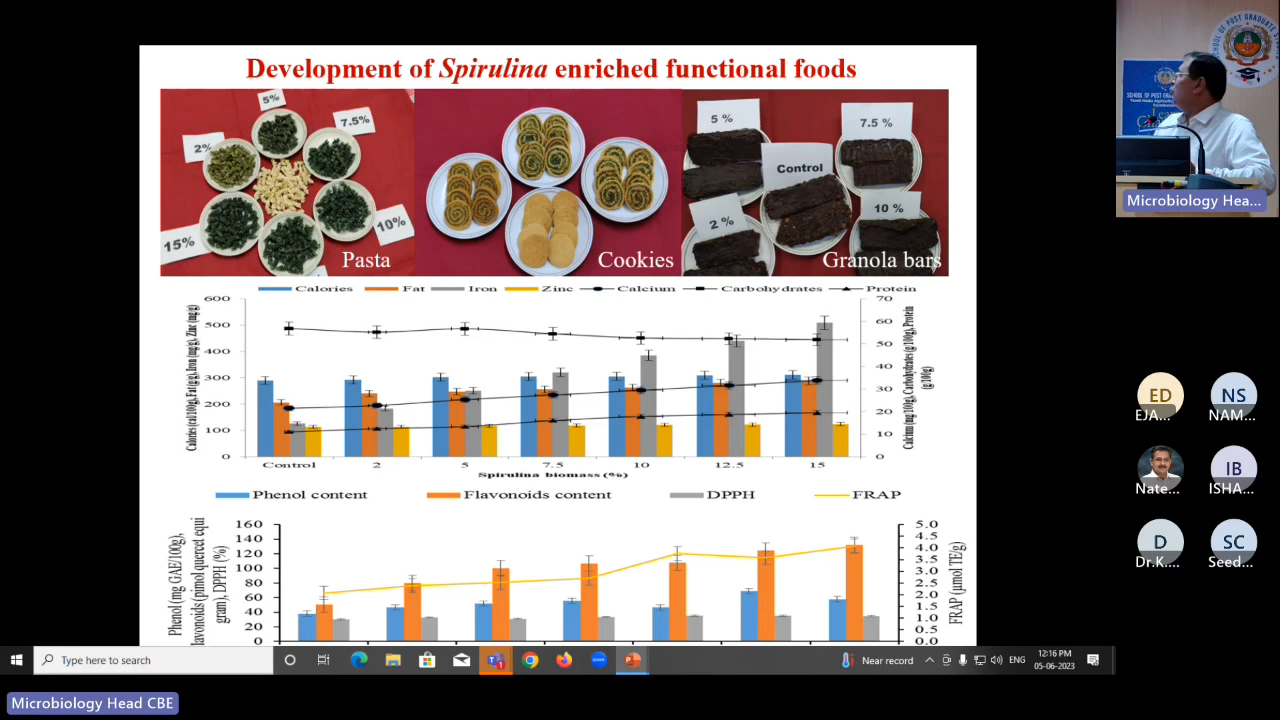 Development of Spirulina enriched functional foods
5%
7.5%
2%
10%
15%
Pasta
Cookies
5 %
7.5 %
Control
2 %
10 %
Granola bars
Calories Fat Iron Zinc Calcium Carbohydrates Protein
600
500
400
300
200
100
0
70
60
50
40
30
20
10
0
Calories (cal/100g), Fat (g/g), Iron (mg/g), Zinc (mg/g)
Calcium (mg/100g), Carbohydrates (g/100g), Protein
(g/100g)
Control 2 5 7.5 10 12.5 15
Spirulina biomass (%)
Phenol content Flavonoids content DPPH FRAP
160
140
120
100
80
60
40
20
0
5.0
4.5
4.0
3.5
3.0
2.5
2.0
1.5
1.0
0.5
0.0
Phenol (mg GAE/100g),
lavonoids (pimol quercet equi
gram), DPPH (%)
FRAP (µmol TE/g)
SCHOOL OF POST GRADUATE
Microbiology Hea...
ED
EJA...
NS
NAM...
Nate...
IB
ISHA...
D
Dr.K....
SC
Seed...
Type here to search
Near record
ENG
12:16 PM
05-06-2023
Microbiology Head CBE